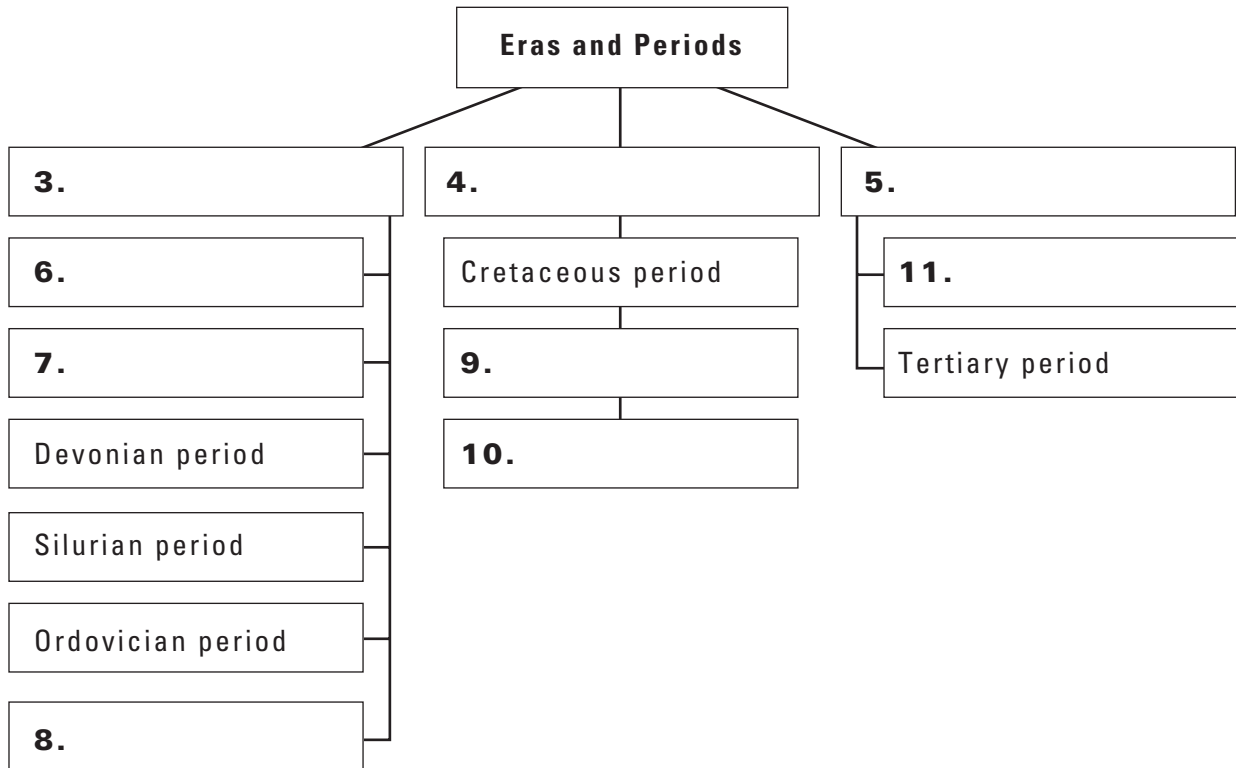 Eras and Periods
3.
4.
5.
6.
Cretaceous period
11.
7.
9.
Tertiary period
Devonian period
10.
Silurian period
Ordovician period
8.